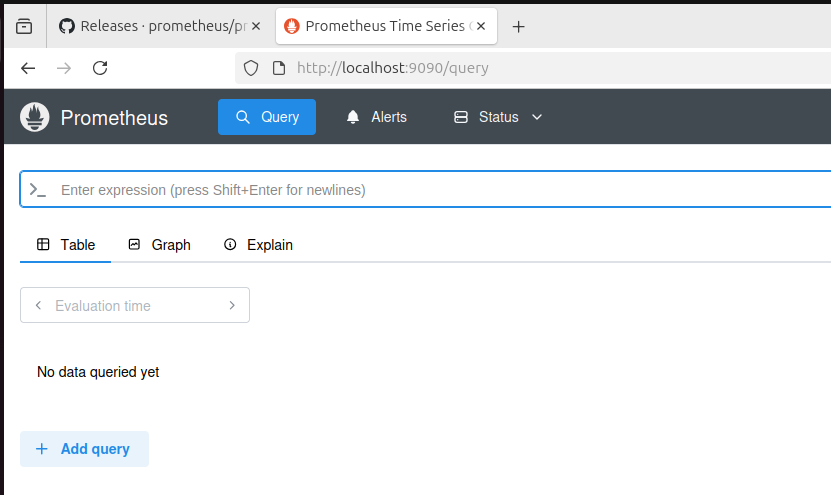 Releases · prometheus/pr
Prometheus Time Series
http://localhost:9090/query
Prometheus Query Alerts Status
Enter expression (press Shift+Enter for newlines)
Table Graph Explain
Evaluation time
No data queried yet
Add query